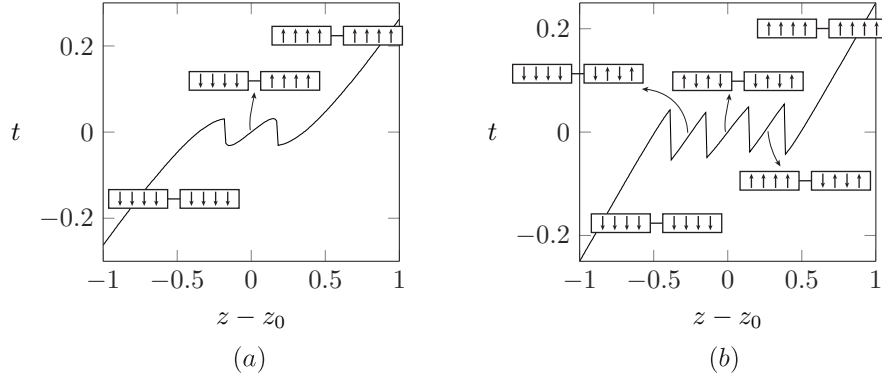 0.2
0
−0.2
t
−1
−0.5
0
0.5
1
z − z₀
(a)
↑ ↑ ↑ ↑ ↑ ↑ ↑ ↑
↓ ↓ ↓ ↓ ↑ ↑ ↑ ↑
↓ ↓ ↓ ↓ ↓ ↓ ↓ ↓
0.2
0
−0.2
t
−1
−0.5
0
0.5
1
z − z₀
(b)
↑ ↑ ↑ ↑ ↑ ↑ ↑ ↑
↓ ↓ ↓ ↓ ↓ ↑ ↓ ↑
↑ ↓ ↑ ↓ ↓ ↑ ↓ ↑
↑ ↑ ↑ ↑ ↓ ↑ ↓ ↑
↓ ↓ ↓ ↓ ↓ ↓ ↓ ↓